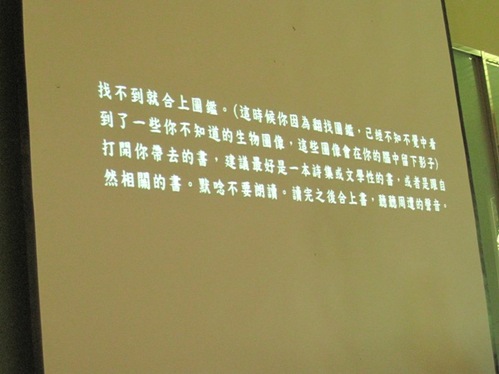 找不到就合上圖鑑。(這時候你因為翻找圖鑑，已經不知不覺中看
到了一些你不知道的生物圖像，這些圖像會在你的腦中留下影子)
打開你帶去的書，建議最好是一本詩集或文學性的書，或者是跟自
然相關的書。默唸不要朗讀。讀完之後合上書，聽聽周遭的聲音，